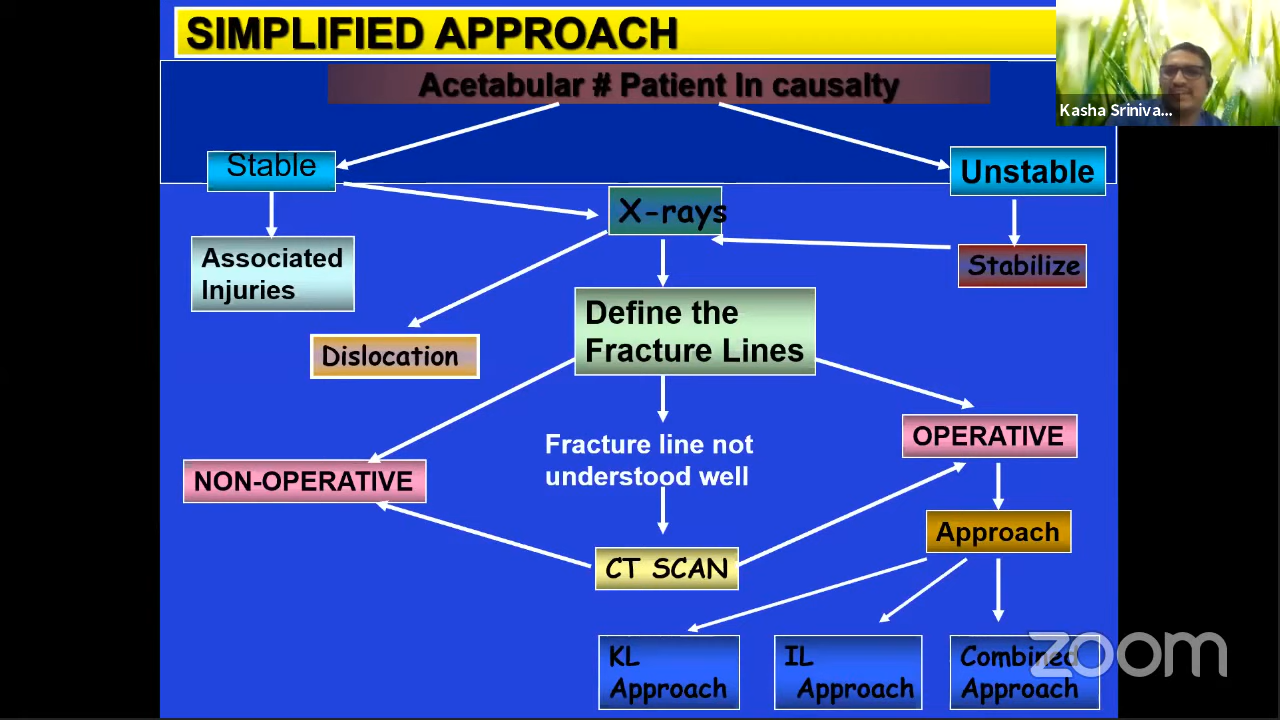 SIMPLIFIED APPROACH
Acetabular # Patient In causalty
Kasha Sriniva...
Stable
Unstable
X-rays
Associated
Injuries
Stabilize
Define the
Fracture Lines
Dislocation
OPERATIVE
Fracture line not
understood well
NON-OPERATIVE
Approach
CT SCAN
KL
Approach
IL
Approach
Combined
Approach
zoom